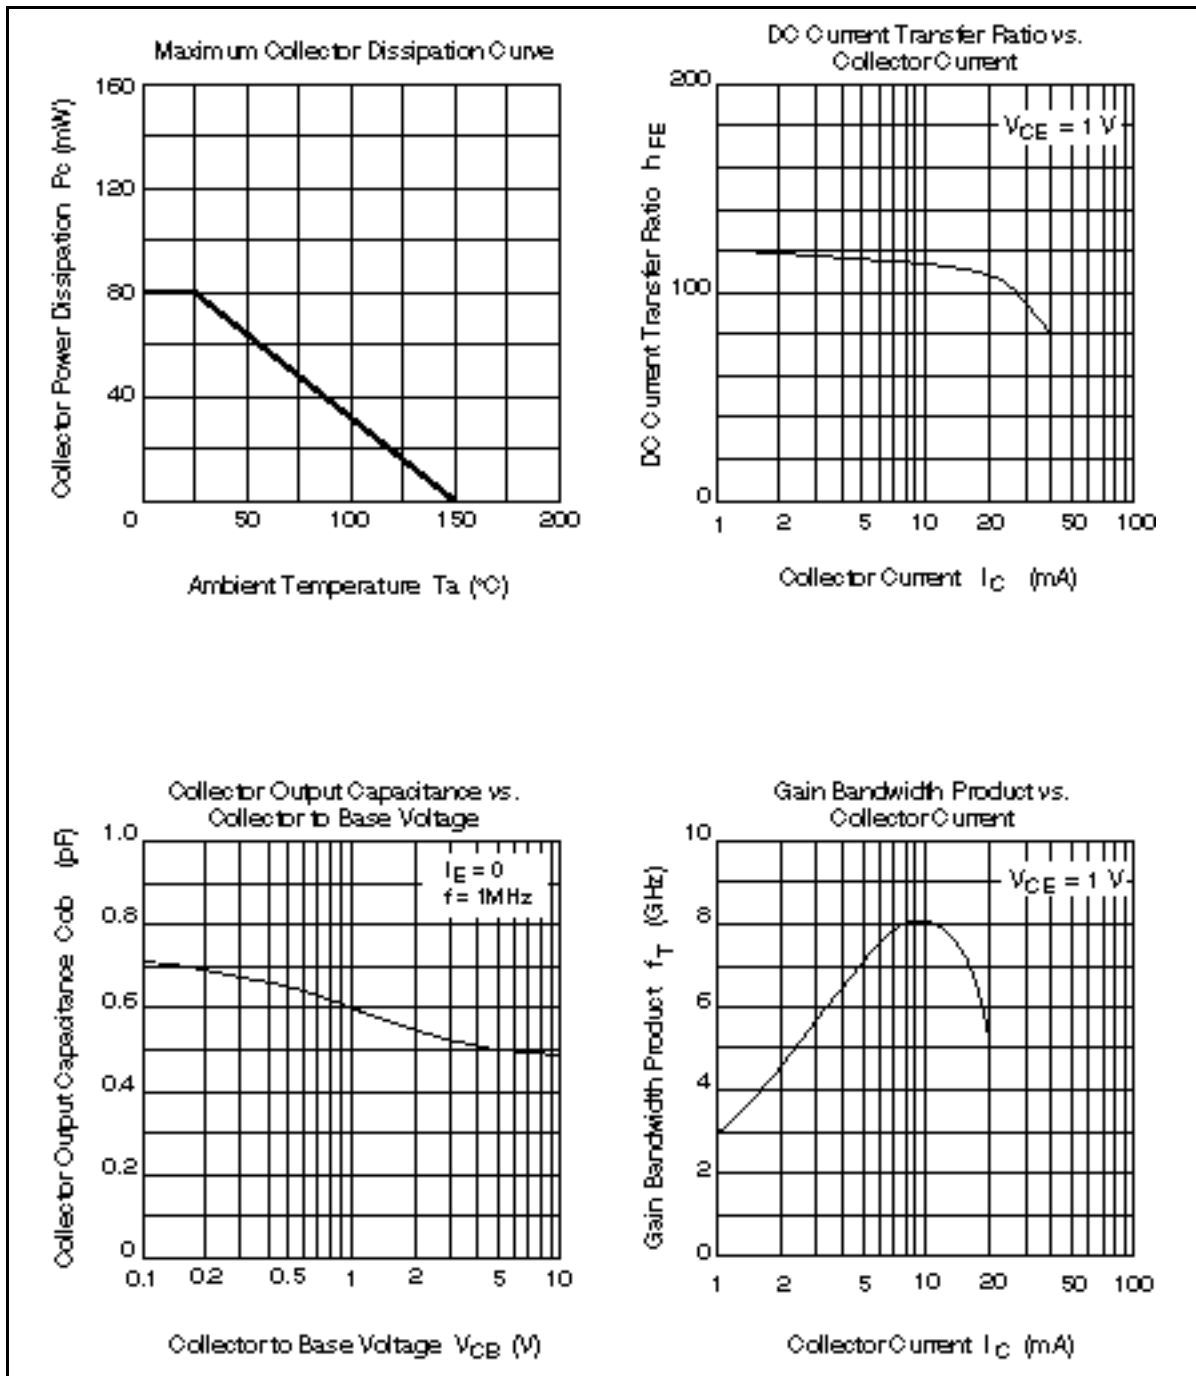 Maximum Collector Dissipation Curve
Collector Power Dissipation Pc (mW)
160
120
80
40
0 50 100 150 200
Ambient Temperature Ta (°C)
DC Current Transfer Ratio vs.
Collector Current
DC Current Transfer Ratio hFE
200
100
0
VCE = 1 V
1 2 5 10 20 50 100
Collector Current IC (mA)
Collector Output Capacitance vs.
Collector to Base Voltage
Collector Output Capacitance Cob (pF)
1.0
0.8
0.6
0.4
0.2
0
IE = 0
f = 1MHz
0.1 0.2 0.5 1 2 5 10
Collector to Base Voltage VCB (V)
Gain Bandwidth Product vs.
Collector Current
Gain Bandwidth Product fT (GHz)
10
8
6
4
2
0
VCE = 1 V
1 2 5 10 20 50 100
Collector Current IC (mA)